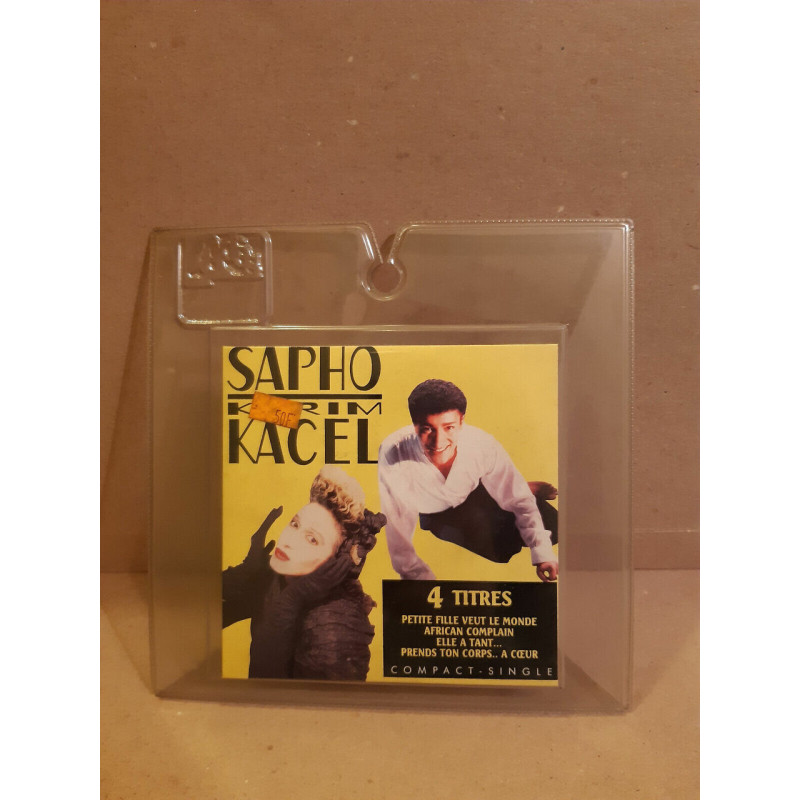 SAPHO
KARIM
KACEL
4 TITRES
PETITE FILLE VEUT LE MONDE
AFRICAN COMPLAIN
ELLE A TANT...
PRENDS TON CORPS.. A CŒUR
COMPACT-SINGLE